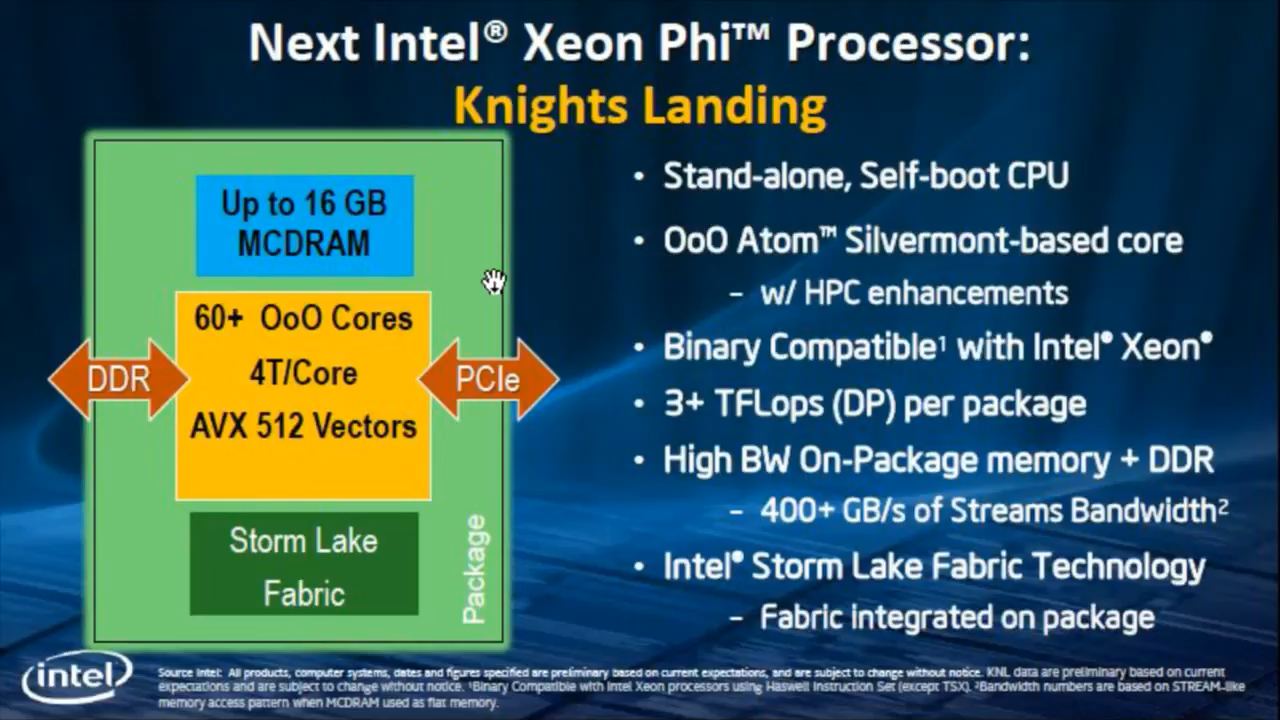 Next Intel® Xeon Phi™ Processor:
Knights Landing
Up to 16 GB
MCDRAM
60+ OoO Cores
4T/Core
AVX 512 Vectors
DDR
PCIe
Storm Lake
Fabric
Package
• Stand-alone, Self-boot CPU
• OoO Atom™ Silvermont-based core
– w/ HPC enhancements
• Binary Compatible¹ with Intel® Xeon®
• 3+ TFLops (DP) per package
• High BW On-Package memory + DDR
– 400+ GB/s of Streams Bandwidth²
• Intel® Storm Lake Fabric Technology
– Fabric integrated on package
intel
Source Intel: All products, computer systems, dates and figures specified are preliminary based on current expectations, and are subject to change without notice. KNL data are preliminary based on current
expectations and are subject to change without notice. ¹Binary Compatible with Intel Xeon processors using Haswell Instruction Set (except TSX). ²Bandwidth numbers are based on STREAM-like
memory access pattern when MCDRAM used as flat memory.